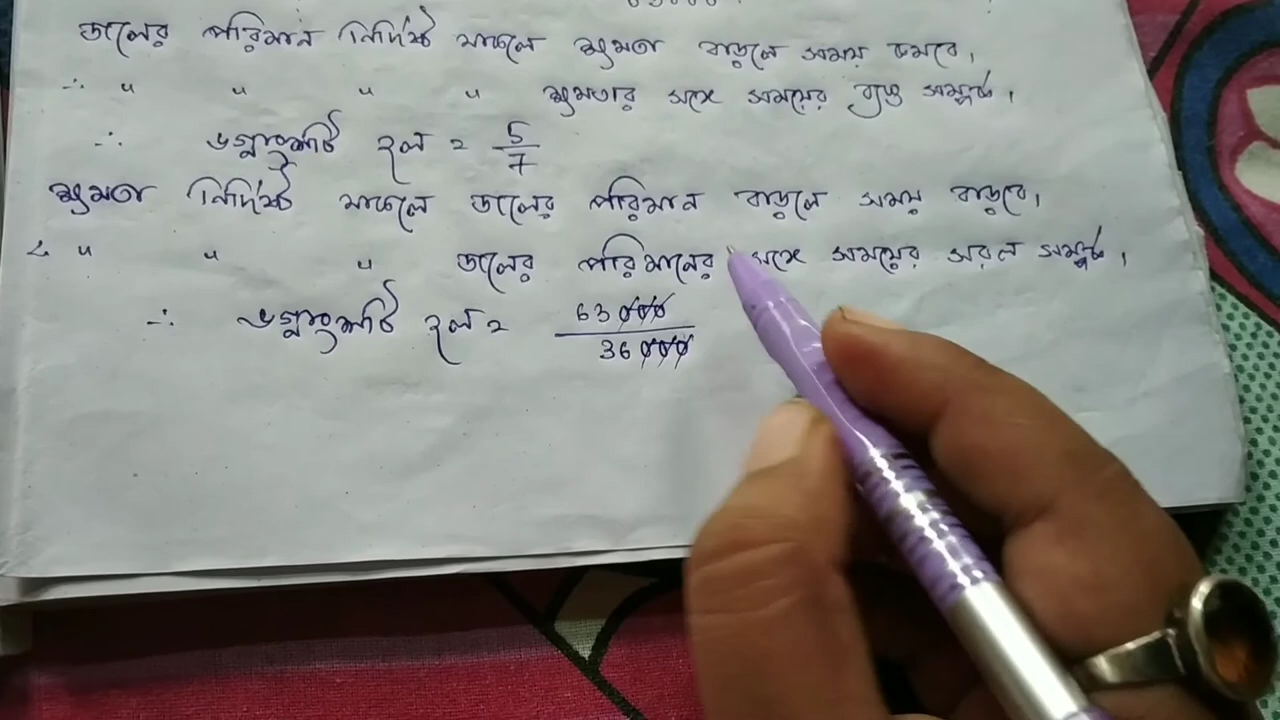 জলের পরিমান নির্দিষ্ট থাকলে ক্ষমতা বাড়লে সময় কমবে।
∴ " " " " ক্ষমতার সঙ্গে সময়ের ব্যস্ত সম্পর্ক।
∴ ভগ্নাংশটি হল = 5/7
ক্ষমতা নির্দিষ্ট থাকলে জলের পরিমান বাড়লে সময় বাড়বে।
∴ " " " জলের পরিমানের সঙ্গে সময়ের সরল সম্পর্ক।
∴ ভগ্নাংশটি হল = 63000/36000